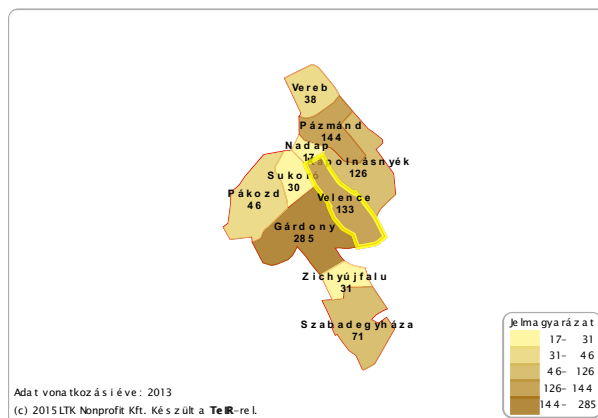 Vereb
38
Pázmánd
144
Nadap
17
126
Sukoró
30
Pákozd
46
Velence
133
Gárdony
285
Zichyújfalu
31
Szabadegyháza
71
Jelmagyarázat
17- 31
31- 46
46- 126
126- 144
144- 285
Adat vonatkozási éve: 2013
(c) 2015 LTK Nonprofit Kft. Készült a TeIR-rel.